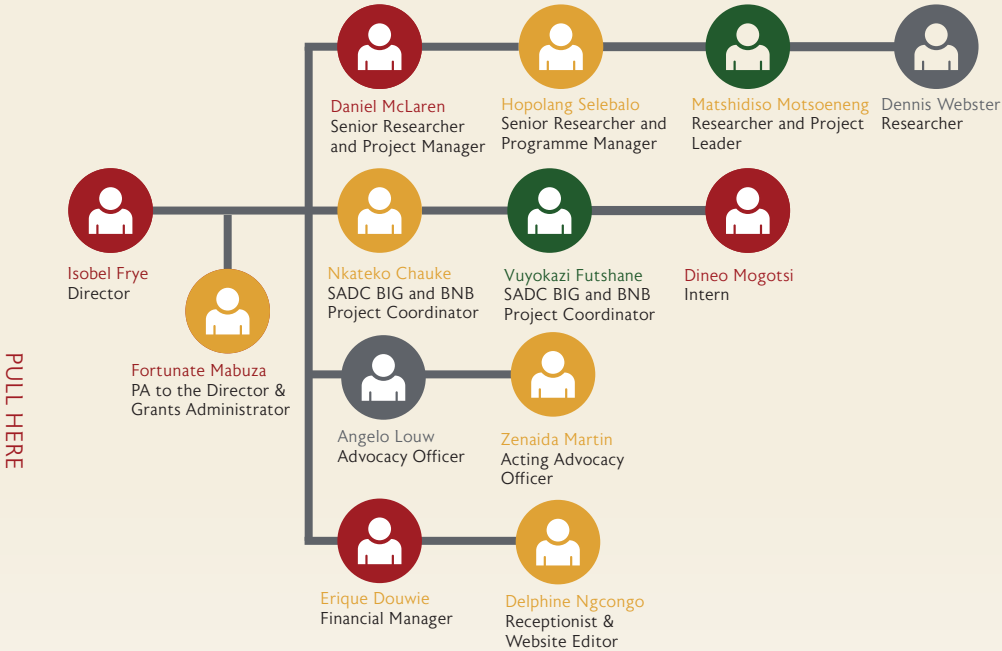 Daniel McLaren
Senior Researcher
and Project Manager
Hopolang Selebalo
Senior Researcher and
Programme Manager
Matshidiso Motsoeneng
Researcher and Project
Leader
Dennis Webster
Researcher
Isobel Frye
Director
Nkateko Chauke
SADC BIG and BNB
Project Coordinator
Vuyokazi Futshane
SADC BIG and BNB
Project Coordinator
Dineo Mogotsi
Intern
Fortunate Mabuza
PA to the Director &
Grants Administrator
PULL HERE
Angelo Louw
Advocacy Officer
Zenaida Martin
Acting Advocacy
Officer
Erique Douwie
Financial Manager
Delphine Ngcongo
Receptionist &
Website Editor